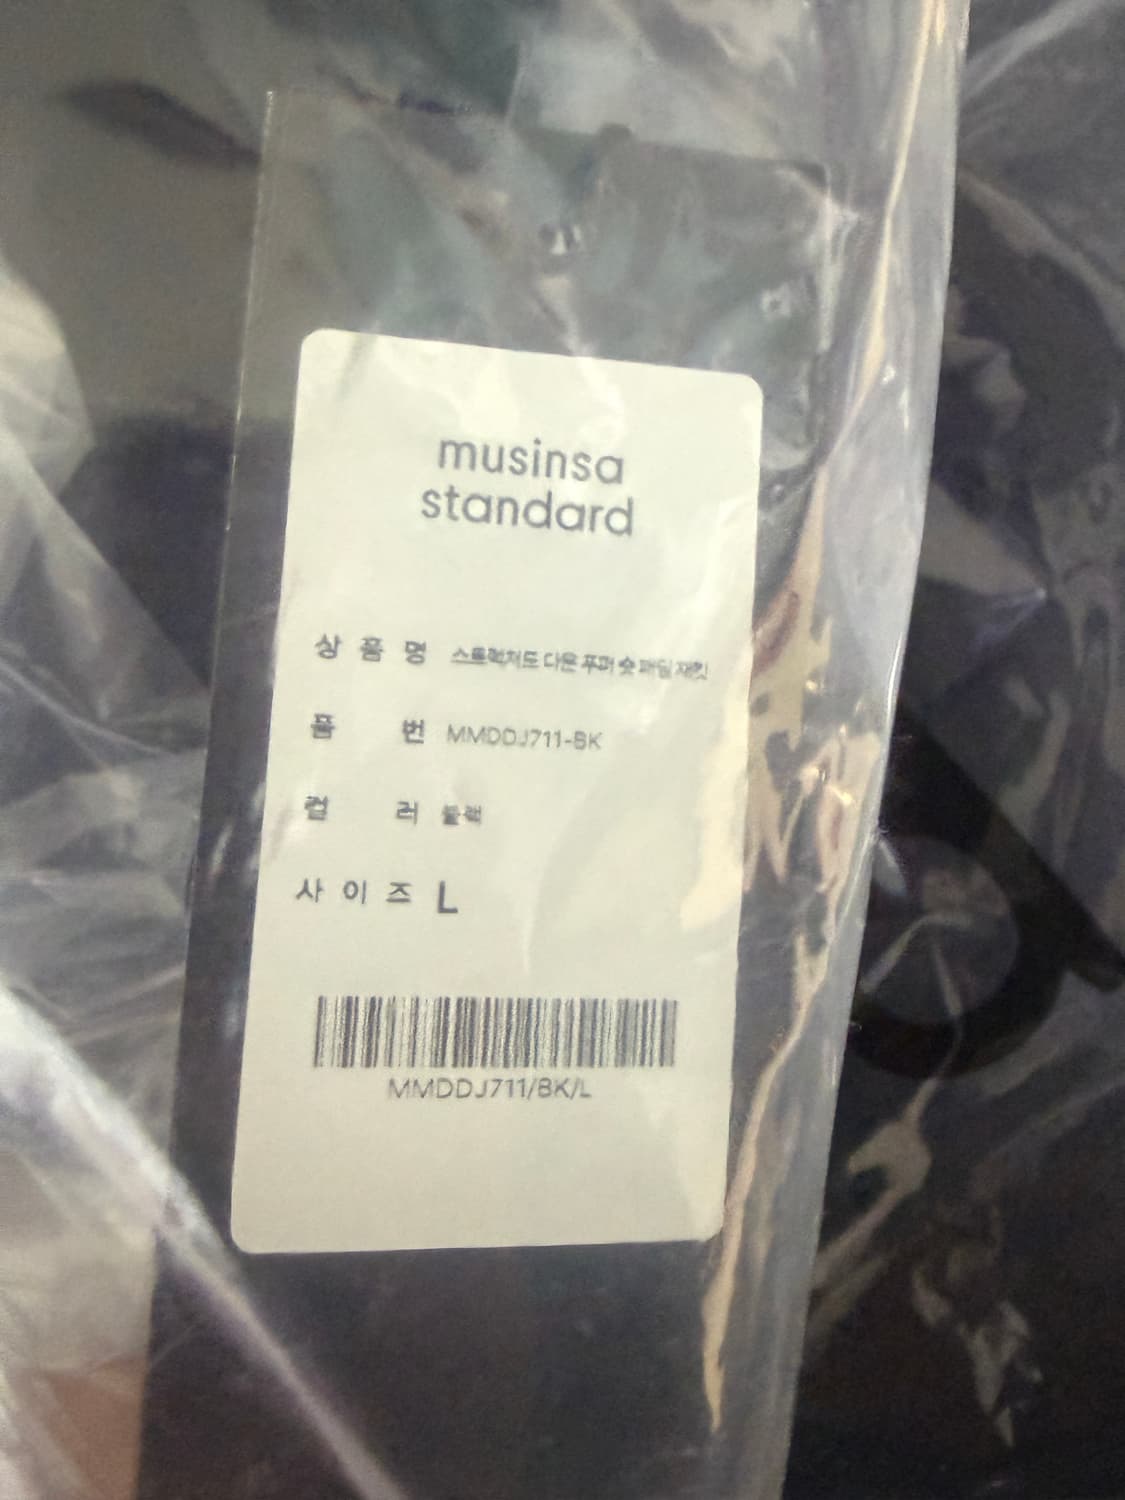 musinsa
standard
상품명 스트럭처드 다운 푸퍼 숏 패딩 재킷
품번 MMDDJ711-BK
컬러 블랙
사이즈 L
MMDDJ711/BK/L